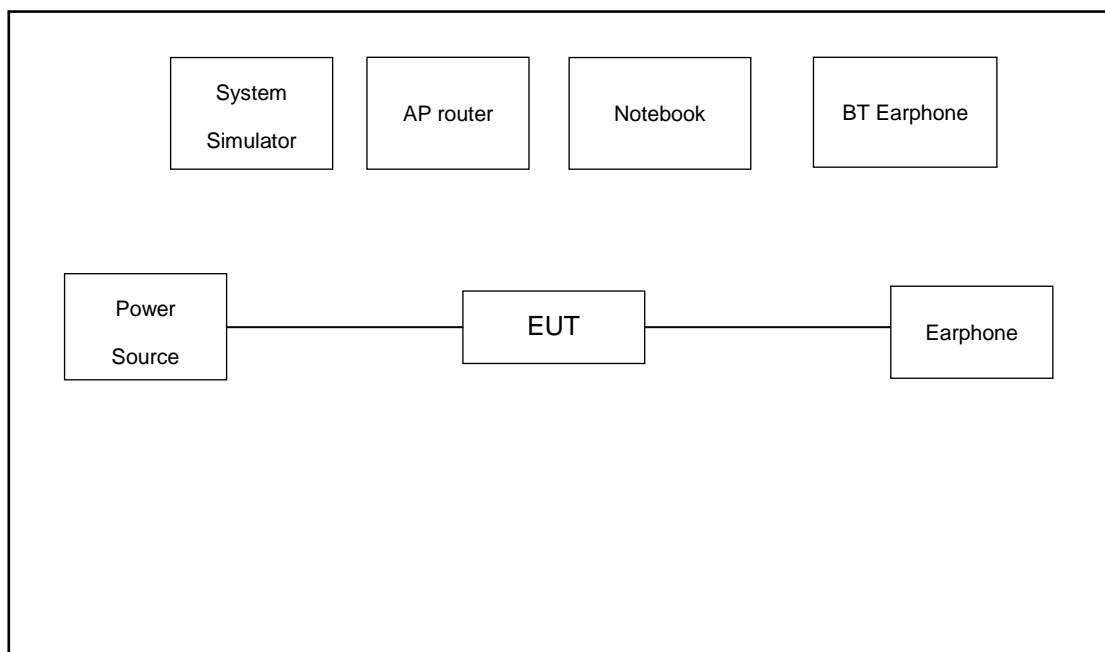 System
Simulator
AP router
Notebook
BT Earphone
Power
Source
EUT
Earphone